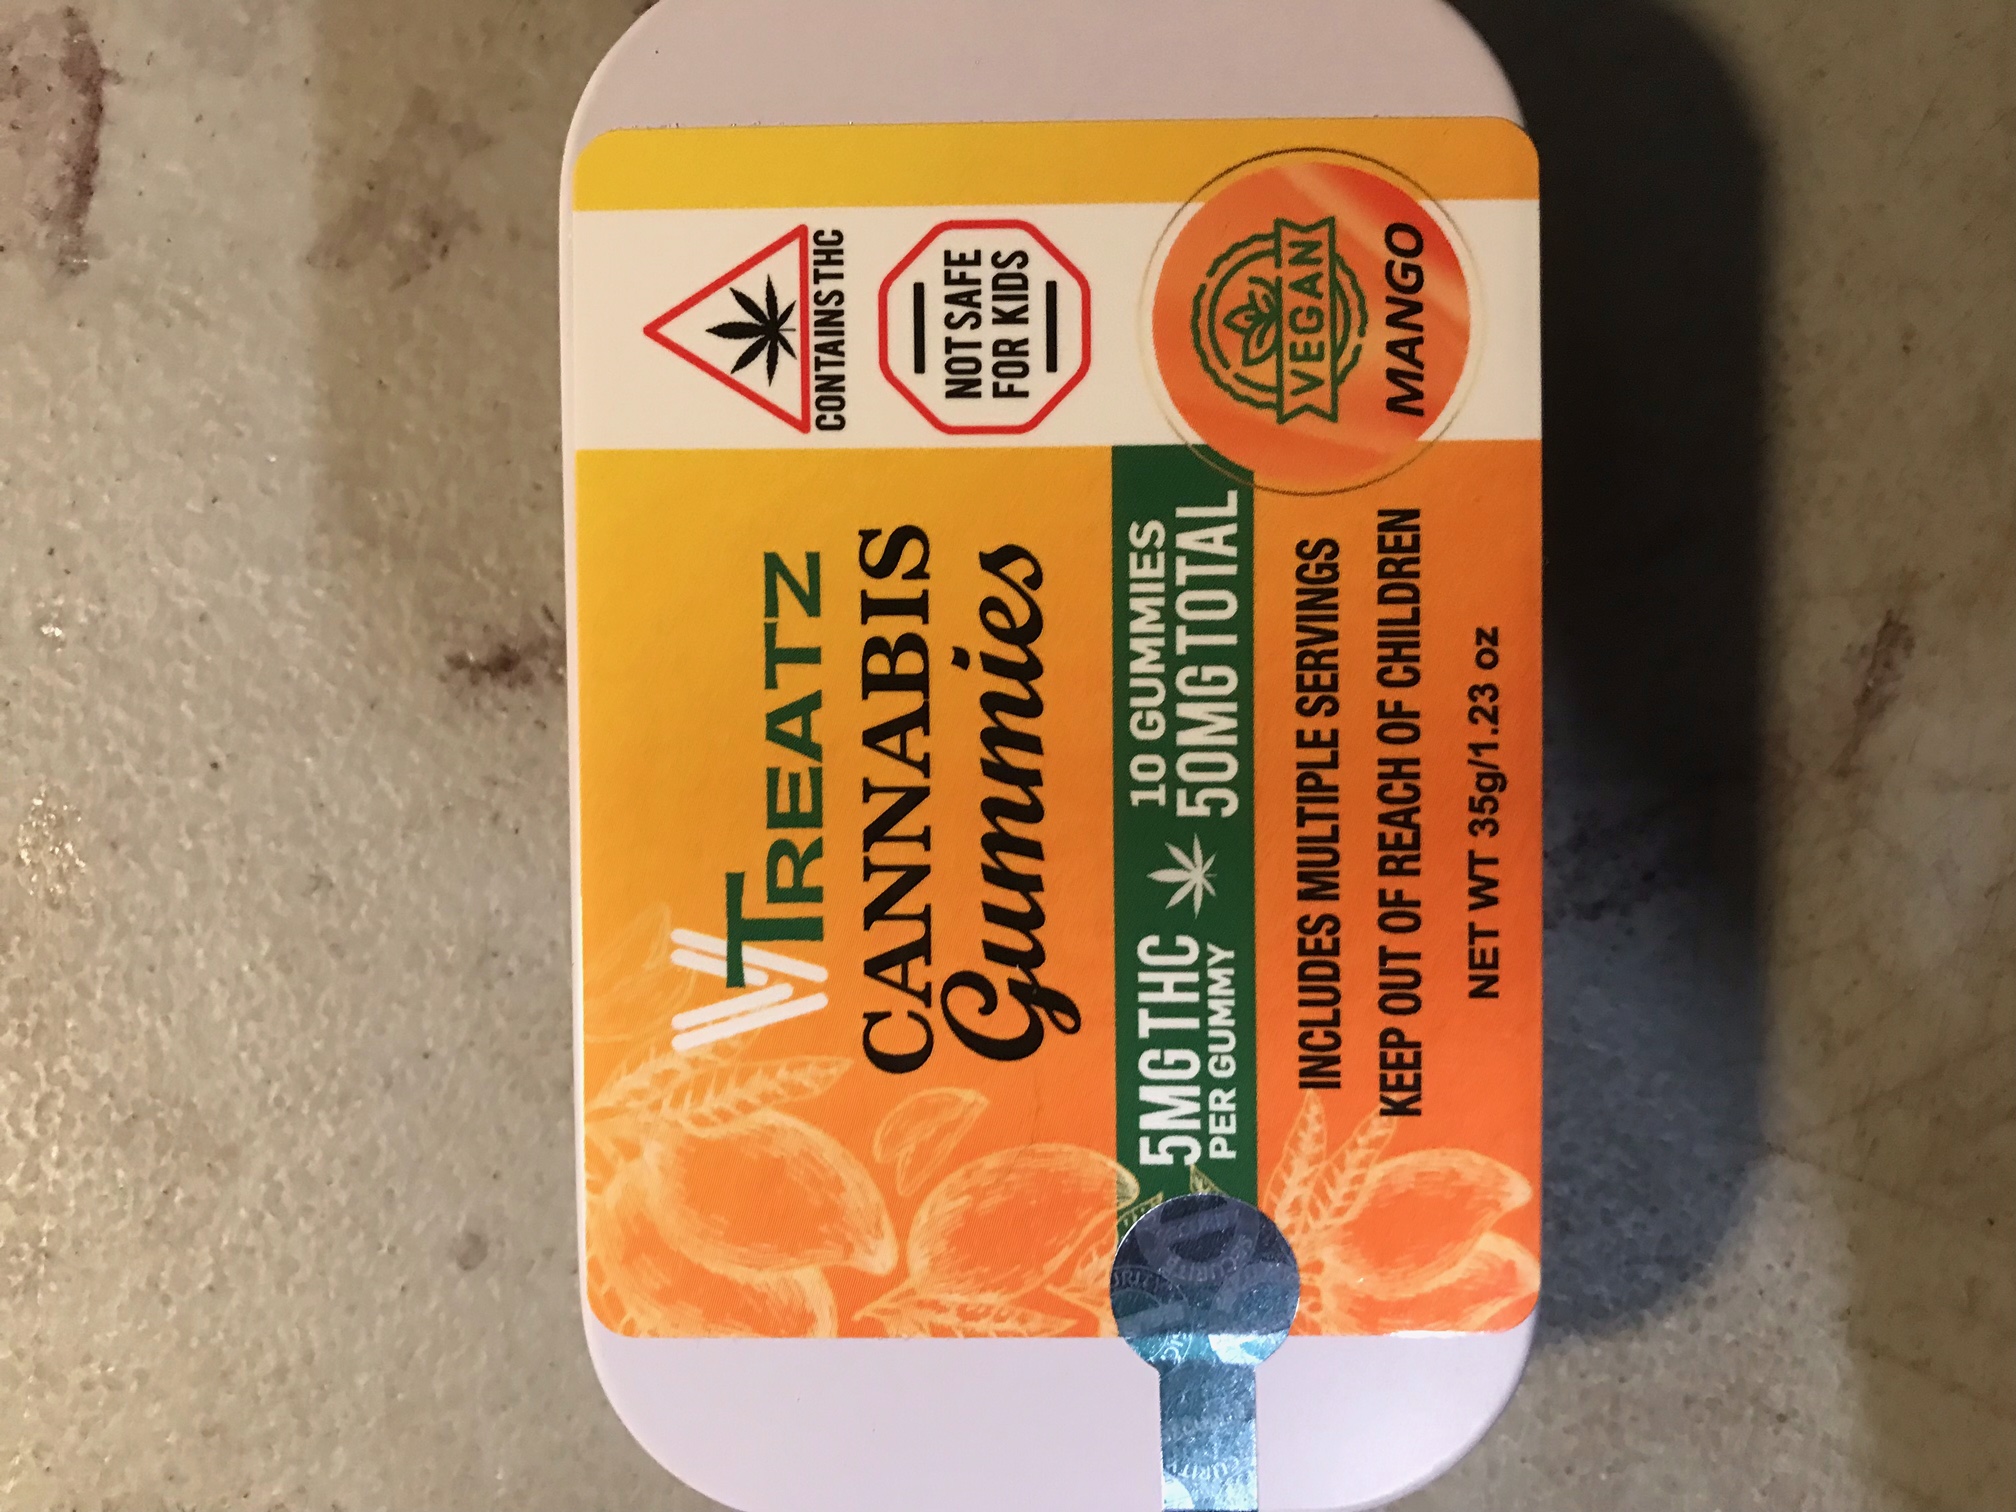 VTREATZ
CANNABIS
Gummies
5MG THC
PER GUMMY
10 GUMMIES
50MG TOTAL
INCLUDES MULTIPLE SERVINGS
KEEP OUT OF REACH OF CHILDREN
NET WT 35g/1.23 oz
CONTAINS THC
NOT SAFE
FOR KIDS
VEGAN
MANGO